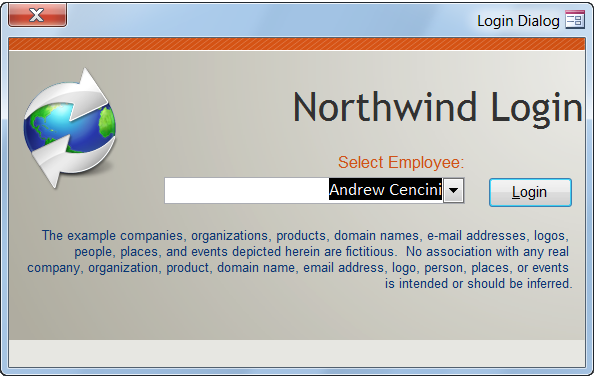 Login Dialog
Northwind Login
Select Employee:
Andrew Cencini
Login
The example companies, organizations, products, domain names, e-mail addresses, logos,
people, places, and events depicted herein are fictitious.  No association with any real
company, organization, product, domain name, email address, logo, person, places, or events
is intended or should be inferred.